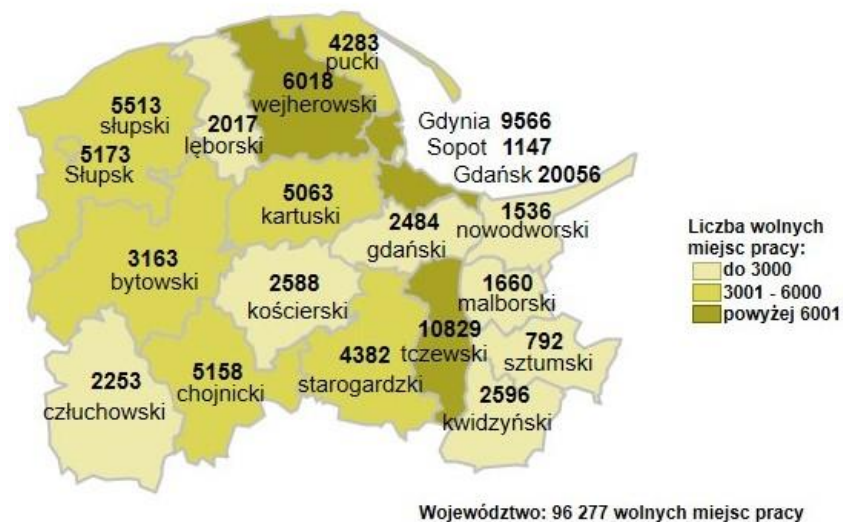 4283
pucki
6018
wejherowski
5513
słupski
2017
lęborski
Gdynia 9566
Sopot 1147
Gdańsk 20056
5173
Słupsk
5063
kartuski
2484
gdański
1536
nowodworski
3163
bytowski
2588
kościerski
1660
malborski
10829
tczewski
792
sztumski
4382
starogardzki
5158
chojnicki
2253
człuchowski
2596
kwidzyński
Liczba wolnych
miejsc pracy:
do 3000
3001 - 6000
powyżej 6001
Województwo: 96 277 wolnych miejsc pracy